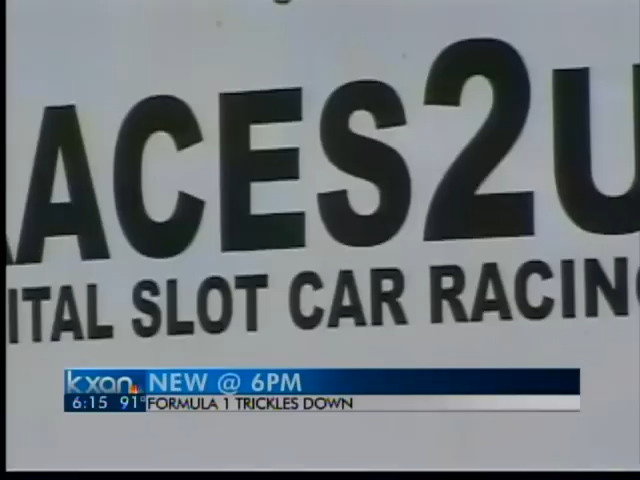 ACES2U
ITAL SLOT CAR RACIN
kxan NEW @ 6PM
6:15 91° FORMULA 1 TRICKLES DOWN